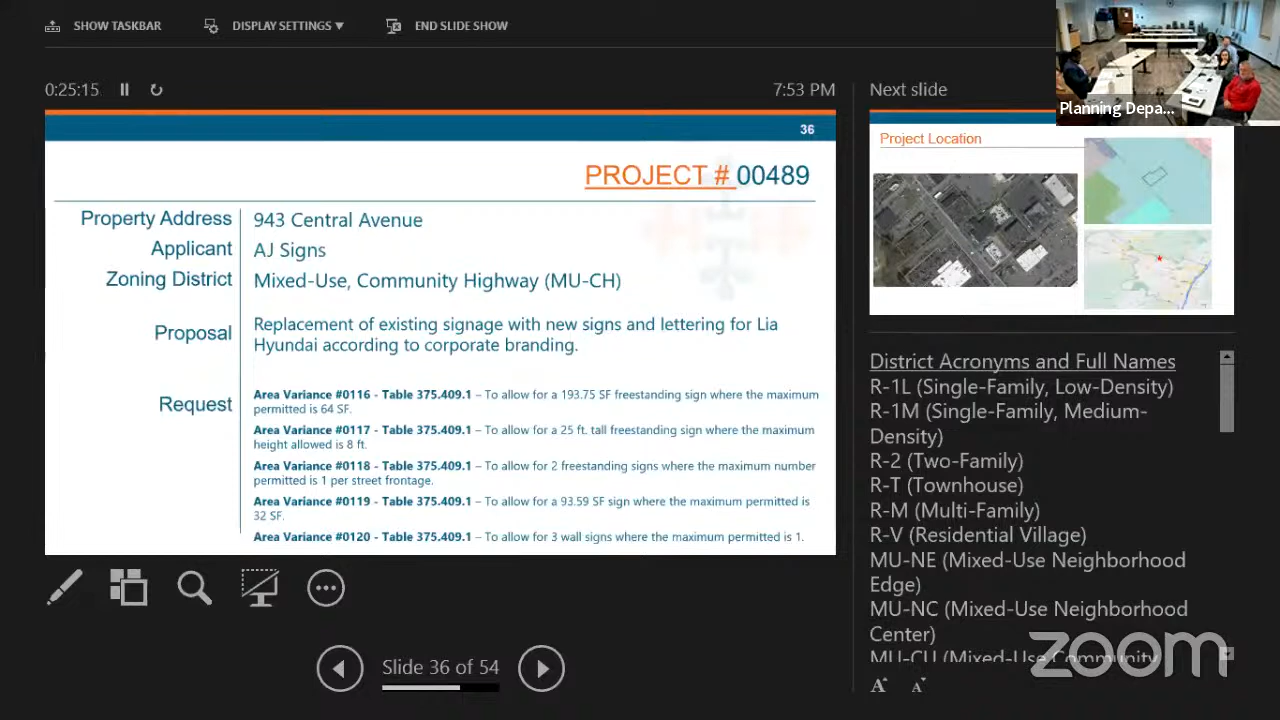 SHOW TASKBAR
DISPLAY SETTINGS ▼
END SLIDE SHOW
0:25:15
7:53 PM
36
PROJECT # 00489
Property Address
943 Central Avenue
Applicant
AJ Signs
Zoning District
Mixed-Use, Community Highway (MU-CH)
Proposal
Replacement of existing signage with new signs and lettering for Lia
Hyundai according to corporate branding.
Request
Area Variance #0116 - Table 375.409.1 – To allow for a 193.75 SF freestanding sign where the maximum
permitted is 64 SF.
Area Variance #0117 - Table 375.409.1 – To allow for a 25 ft. tall freestanding sign where the maximum
height allowed is 8 ft.
Area Variance #0118 - Table 375.409.1 – To allow for 2 freestanding signs where the maximum number
permitted is 1 per street frontage.
Area Variance #0119 - Table 375.409.1 – To allow for a 93.59 SF sign where the maximum permitted is
32 SF.
Area Variance #0120 - Table 375.409.1 – To allow for 3 wall signs where the maximum permitted is 1.
Slide 36 of 54
Next slide
Planning Depa...
Project Location
District Acronyms and Full Names
R-1L (Single-Family, Low-Density)
R-1M (Single-Family, Medium-
Density)
R-2 (Two-Family)
R-T (Townhouse)
R-M (Multi-Family)
R-V (Residential Village)
MU-NE (Mixed-Use Neighborhood
Edge)
MU-NC (Mixed-Use Neighborhood
Center)
MU-CU (Mixed-Use Community
A A
zoom